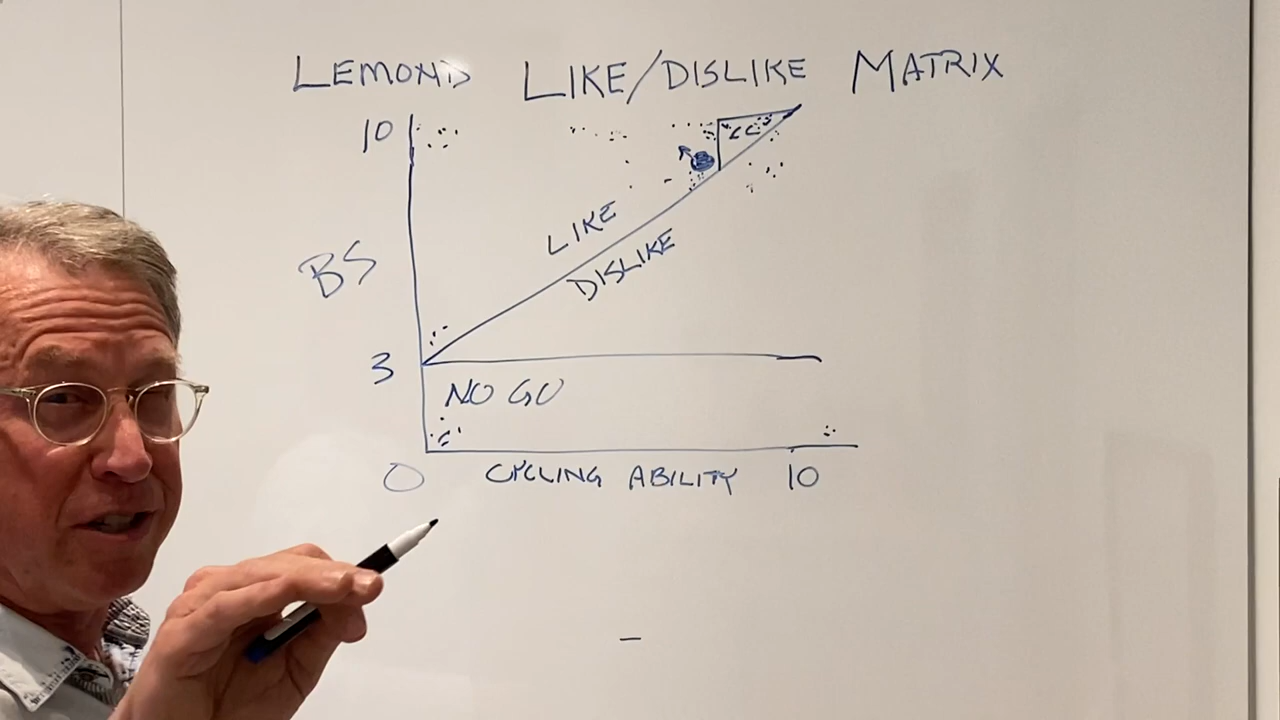 LEMOND LIKE/DISLIKE MATRIX
10
BS
LIKE
DISLIKE
3
NO GO
0 CYCLING ABILITY 10